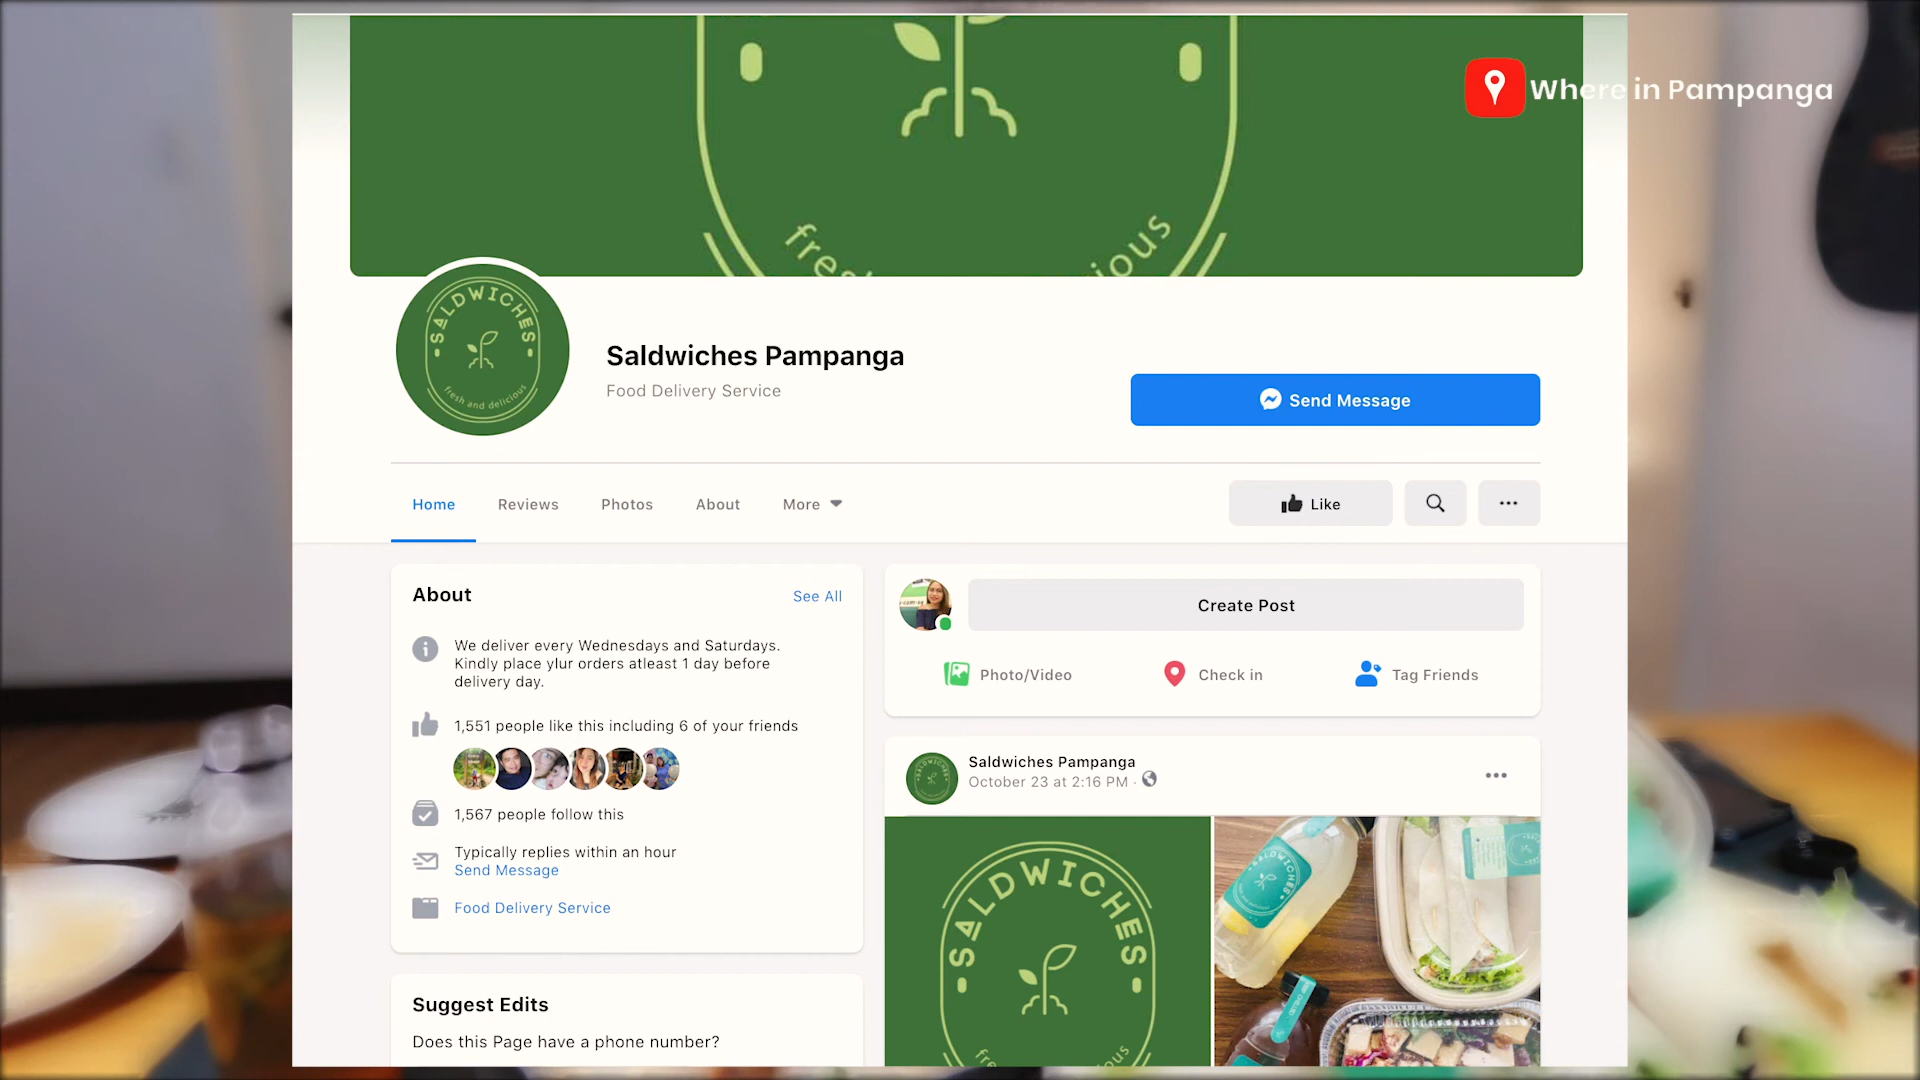 fresh
ious
Where in Pampanga
SALDWICHES
fresh and delicious
Saldwiches Pampanga
Food Delivery Service
Send Message
Home
Reviews
Photos
About
More
Like
About
See All
We deliver every Wednesdays and Saturdays.
Kindly place ylur orders atleast 1 day before
delivery day.
1,551 people like this including 6 of your friends
1,567 people follow this
Typically replies within an hour
Send Message
Food Delivery Service
Suggest Edits
Does this Page have a phone number?
Create Post
Photo/Video
Check in
Tag Friends
Saldwiches Pampanga
October 23 at 2:16 PM ·
SALDWICHES
SALDWICHES